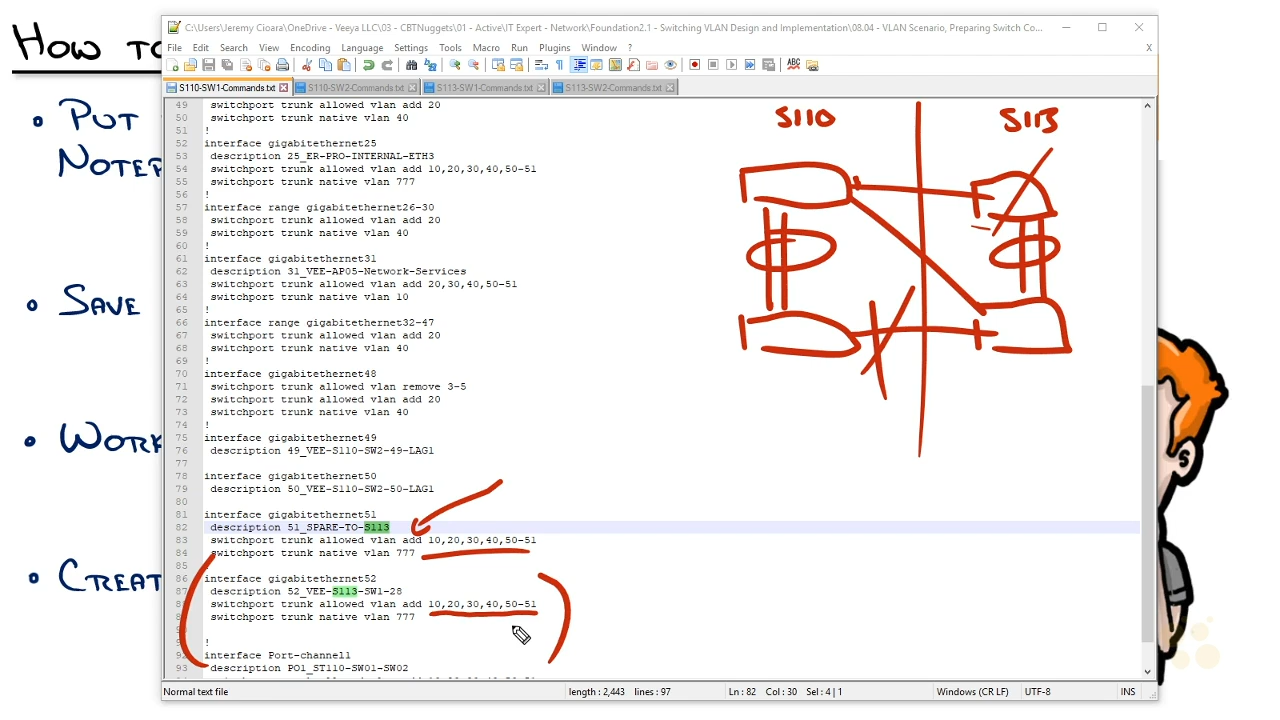 How to
• Put
Notep
• Save
• Work
• Creat
C:\Users\Jeremy Cioara\OneDrive - Veeya LLC\03 - CBTNuggets\01 - Active\IT Expert - Network\Foundation2.1 - Switching VLAN Design and Implementation\08.04 - VLAN Scenario, Preparing Switch Co...
File Edit Search View Encoding Language Settings Tools Macro Run Plugins Window ? X
S110-SW1-Commands.txt S110-SW2-Commands.txt S113-SW1-Commands.txt S113-SW2-Commands.txt
49 switchport trunk allowed vlan add 20
50 switchport trunk native vlan 40
51 !
52 interface gigabitethernet25
53 description 25_ER-PRO-INTERNAL-ETH3
54 switchport trunk allowed vlan add 10,20,30,40,50-51
55 switchport trunk native vlan 777
56 !
57 interface range gigabitethernet26-30
58 switchport trunk allowed vlan add 20
59 switchport trunk native vlan 40
60 !
61 interface gigabitethernet31
62 description 31_VEE-AP05-Network-Services
63 switchport trunk allowed vlan add 20,30,40,50-51
64 switchport trunk native vlan 10
65 !
66 interface range gigabitethernet32-47
67 switchport trunk allowed vlan add 20
68 switchport trunk native vlan 40
69 !
70 interface gigabitethernet48
71 switchport trunk allowed vlan remove 3-5
72 switchport trunk allowed vlan add 20
73 switchport trunk native vlan 40
74 !
75 interface gigabitethernet49
76 description 49_VEE-S110-SW2-49-LAG1
77
78 interface gigabitethernet50
79 description 50_VEE-S110-SW2-50-LAG1
80
81 interface gigabitethernet51
82 description 51_SPARE-TO-S113
83 switchport trunk allowed vlan add 10,20,30,40,50-51
84 switchport trunk native vlan 777
85 !
86 interface gigabitethernet52
87 description 52_VEE-S113-SW1-28
switchport trunk allowed vlan add 10,20,30,40,50-51
switchport trunk native vlan 777
!
interface Port-channel1
93 description PO1_ST110-SW01-SW02
S110 S113
Normal text file length : 2,443 lines : 97 Ln : 82 Col : 30 Sel : 4 | 1 Windows (CR LF) UTF-8 INS